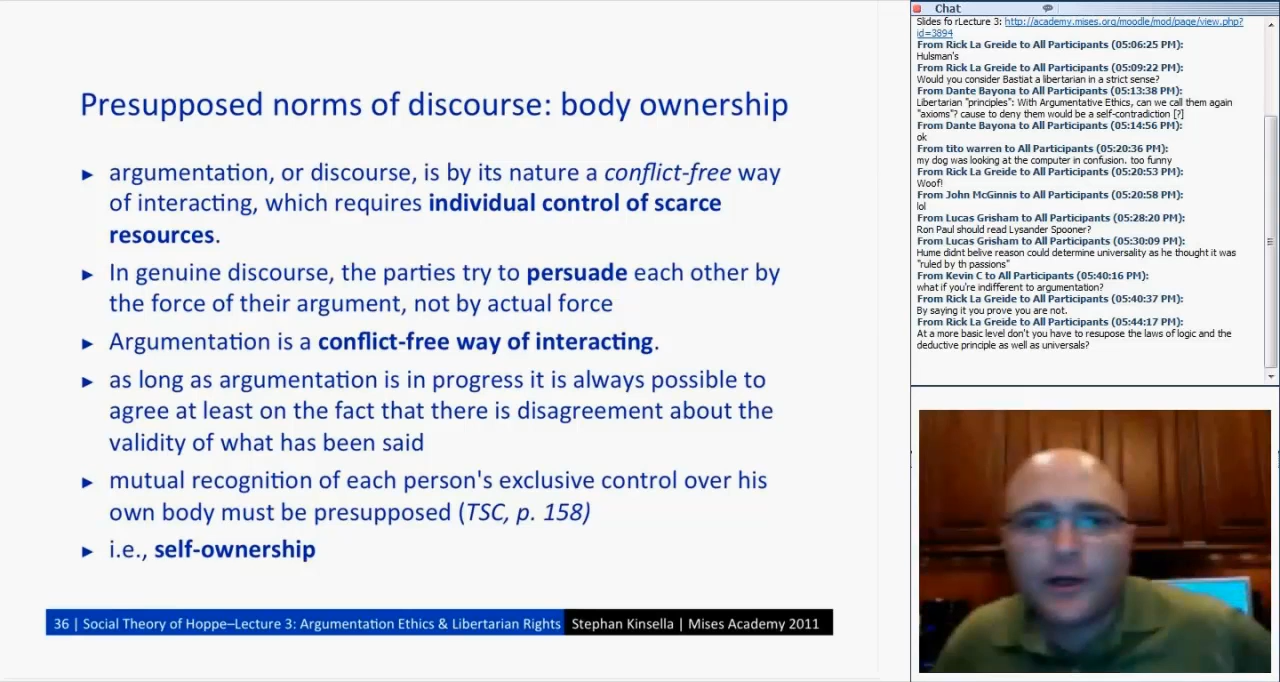 Presupposed norms of discourse: body ownership
► argumentation, or discourse, is by its nature a conflict-free way
of interacting, which requires individual control of scarce
resources.
► In genuine discourse, the parties try to persuade each other by
the force of their argument, not by actual force
► Argumentation is a conflict-free way of interacting.
► as long as argumentation is in progress it is always possible to
agree at least on the fact that there is disagreement about the
validity of what has been said
► mutual recognition of each person's exclusive control over his
own body must be presupposed (TSC, p. 158)
► i.e., self-ownership
36 | Social Theory of Hoppe–Lecture 3: Argumentation Ethics & Libertarian Rights Stephan Kinsella | Mises Academy 2011
Chat
Slides fo rLecture 3: http://academy.mises.org/moodle/mod/page/view.php?
id=3894
From Rick La Greide to All Participants (05:06:25 PM):
Hulsman's
From Rick La Greide to All Participants (05:09:22 PM):
Would you consider Bastiat a libertarian in a strict sense?
From Dante Bayona to All Participants (05:13:38 PM):
Libertarian "principles": With Argumentative Ethics, can we call them again
"axioms"? cause to deny them would be a self-contradiction [?]
From Dante Bayona to All Participants (05:14:56 PM):
ok
From tito warren to All Participants (05:20:36 PM):
my dog was looking at the computer in confusion. too funny
From Rick La Greide to All Participants (05:20:53 PM):
Woof!
From John McGinnis to All Participants (05:20:58 PM):
lol
From Lucas Grisham to All Participants (05:28:20 PM):
Ron Paul should read Lysander Spooner?
From Lucas Grisham to All Participants (05:30:09 PM):
Hume didnt belive reason could determine universality as he thought it was
"ruled by th passions"
From Kevin C to All Participants (05:40:16 PM):
what if you're indifferent to argumentation?
From Rick La Greide to All Participants (05:40:37 PM):
By saying it you prove you are not.
From Rick La Greide to All Participants (05:44:17 PM):
At a more basic level don't you have to resupose the laws of logic and the
deductive principle as well as universals?